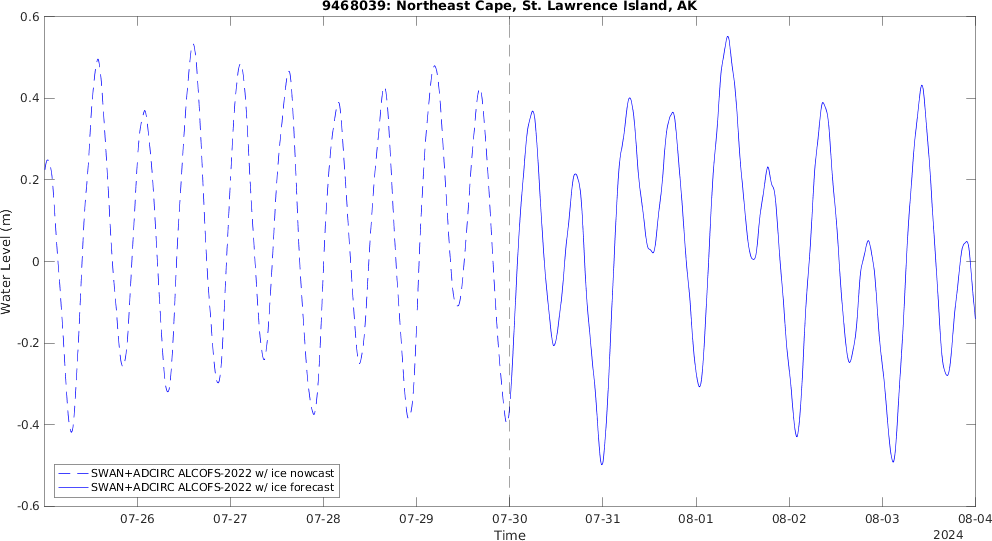 9468039: Northeast Cape, St. Lawrence Island, AK
0.6
0.4
0.2
0
-0.2
-0.4
-0.6
Water Level (m)
SWAN+ADCIRC ALCOFS-2022 w/ ice nowcast
SWAN+ADCIRC ALCOFS-2022 w/ ice forecast
07-26 07-27 07-28 07-29 07-30 07-31 08-01 08-02 08-03 08-04
Time
2024